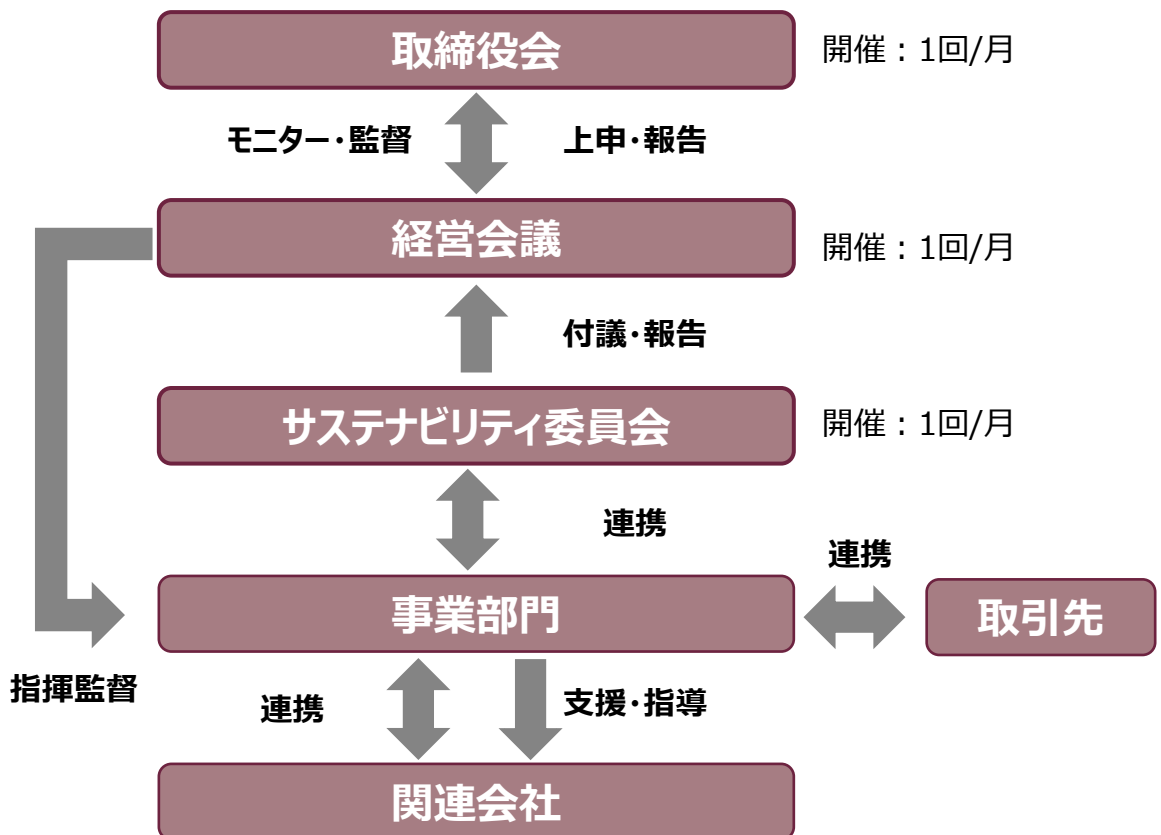 取締役会
開催：1回/月
モニター・監督
上申・報告
経営会議
開催：1回/月
付議・報告
サステナビリティ委員会
開催：1回/月
連携
連携
事業部門
取引先
指揮監督
連携
支援・指導
関連会社